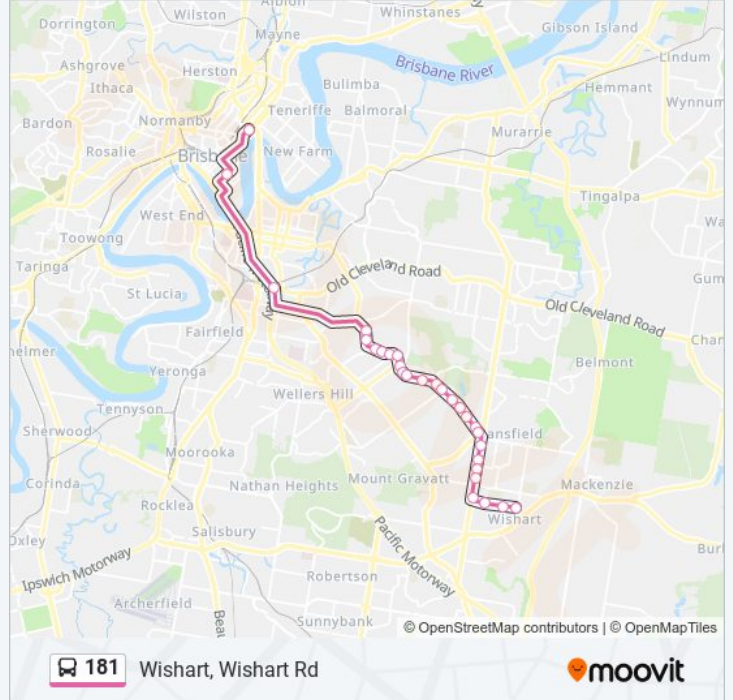 Albion
Wilston
Whinstanes
Dorrington
Mayne
Gibson Island
Ashgrove
Lindum
Herston
Brisbane River
Ithaca
Bulimba
Hemmant
Teneriffe
Balmoral
Wynnum
Bardon
Normanby
Murarrie
Rosalie
Brisbane
New Farm
Tingalpa
West End
Toowong
Old Cleveland Road
Taringa
St Lucia
Old Cleveland Road
Fairfield
Yeronga
Belmont
Wellers Hill
Tennyson
Sherwood
ansfield
Moorooka
Corinda
Nathan Heights
Mount Gravatt
Mackenzie
Rocklea
Wishart
Salisbury
Pacific Motorway
Ipswich Motorway
Robertson
Archerfield
Sunnybank
© OpenStreetMap contributors | © OpenMapTiles
181 Wishart, Wishart Rd
moovit